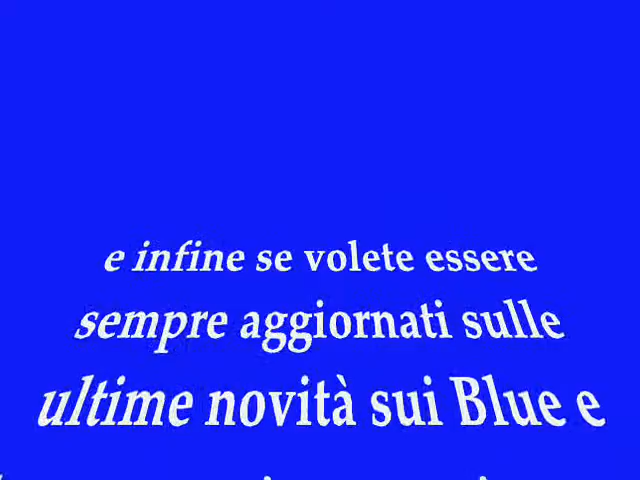 e infine se volete essere
sempre aggiornati sulle
ultime novità sui Blue e